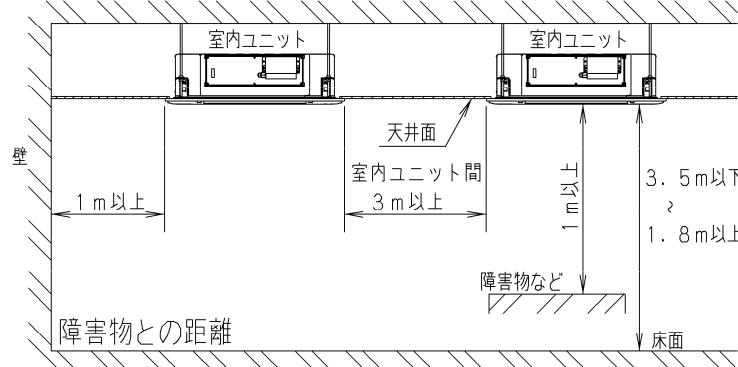 室内ユニット
室内ユニット
天井面
壁
室内ユニット間
1m以上
3m以上
1m以上
3.5m以下
~
1.8m以上
障害物など
障害物との距離
床面